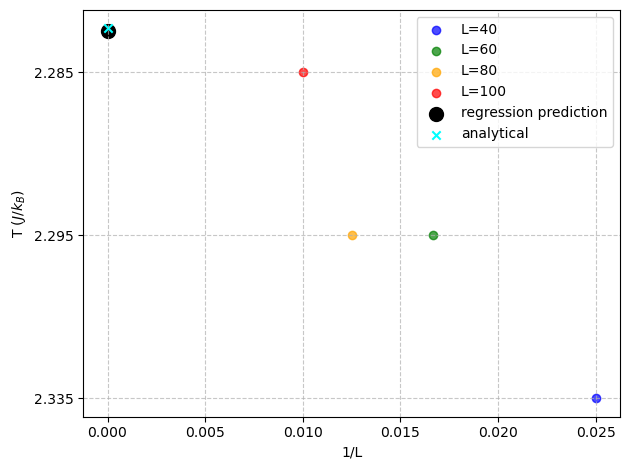 L=40
L=60
L=80
L=100
regression prediction
analytical
2.285
2.295
2.335
T (J/k_B)
0.000 0.005 0.010 0.015 0.020 0.025
1/L